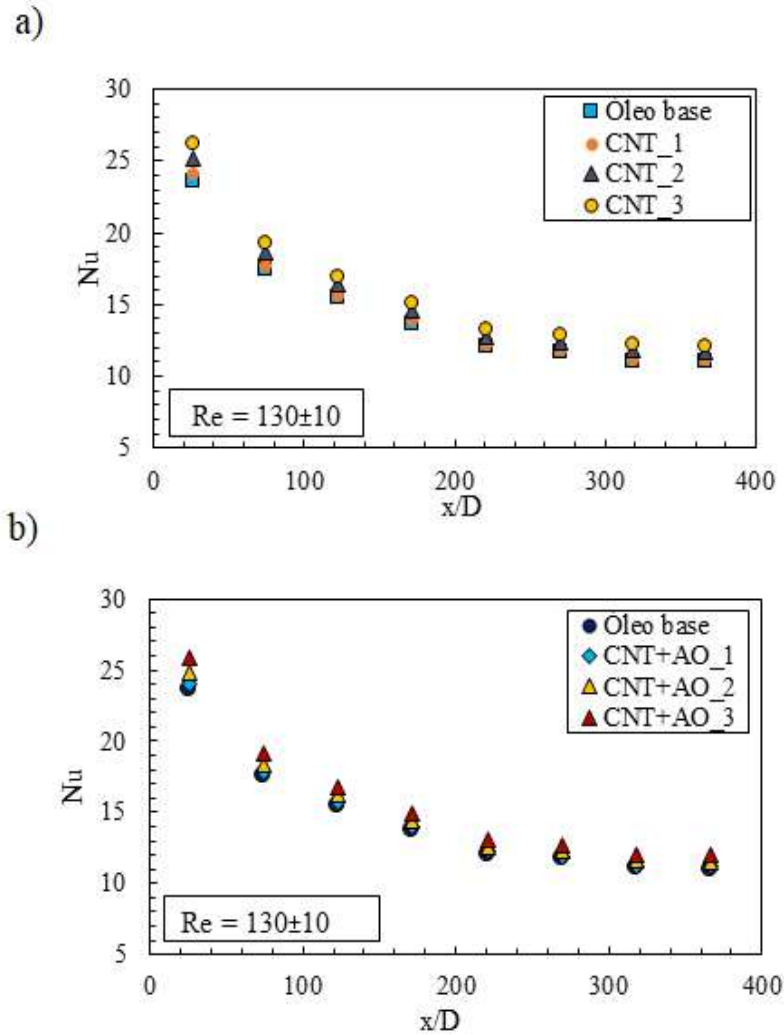 a)
30
25
20
15
10
5
Nu
Óleo base
CNT_1
CNT_2
CNT_3
Re = 130±10
0 100 200 300 400
x/D
b)
30
25
20
15
10
5
Nu
Óleo base
CNT+AO_1
CNT+AO_2
CNT+AO_3
Re = 130±10
0 100 200 300 400
x/D